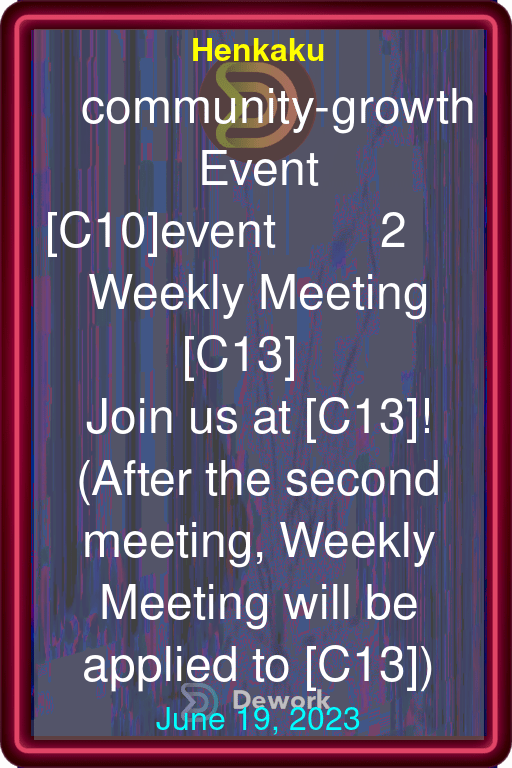 Henkaku
community-growth
Event
[C10]event 2
Weekly Meeting
[C13]
Join us at [C13]!
(After the second
meeting, Weekly
Meeting will be
applied to [C13])
Dework
June 19, 2023